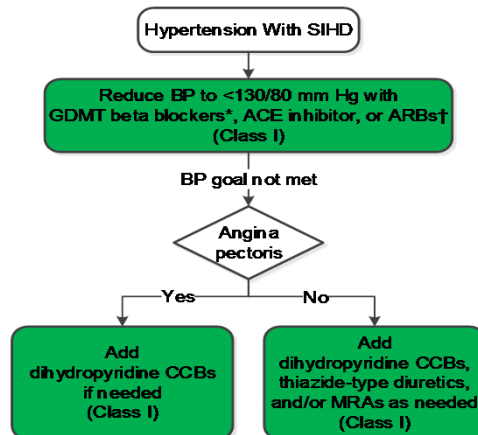 Hypertension With SIHD
Reduce BP to <130/80 mm Hg with
GDMT beta blockers*, ACE inhibitor, or ARBs†
(Class I)
BP goal not met
Angina
pectoris
Yes
No
Add
dihydropyridine CCBs
if needed
(Class I)
Add
dihydropyridine CCBs,
thiazide-type diuretics,
and/or MRAs as needed
(Class I)